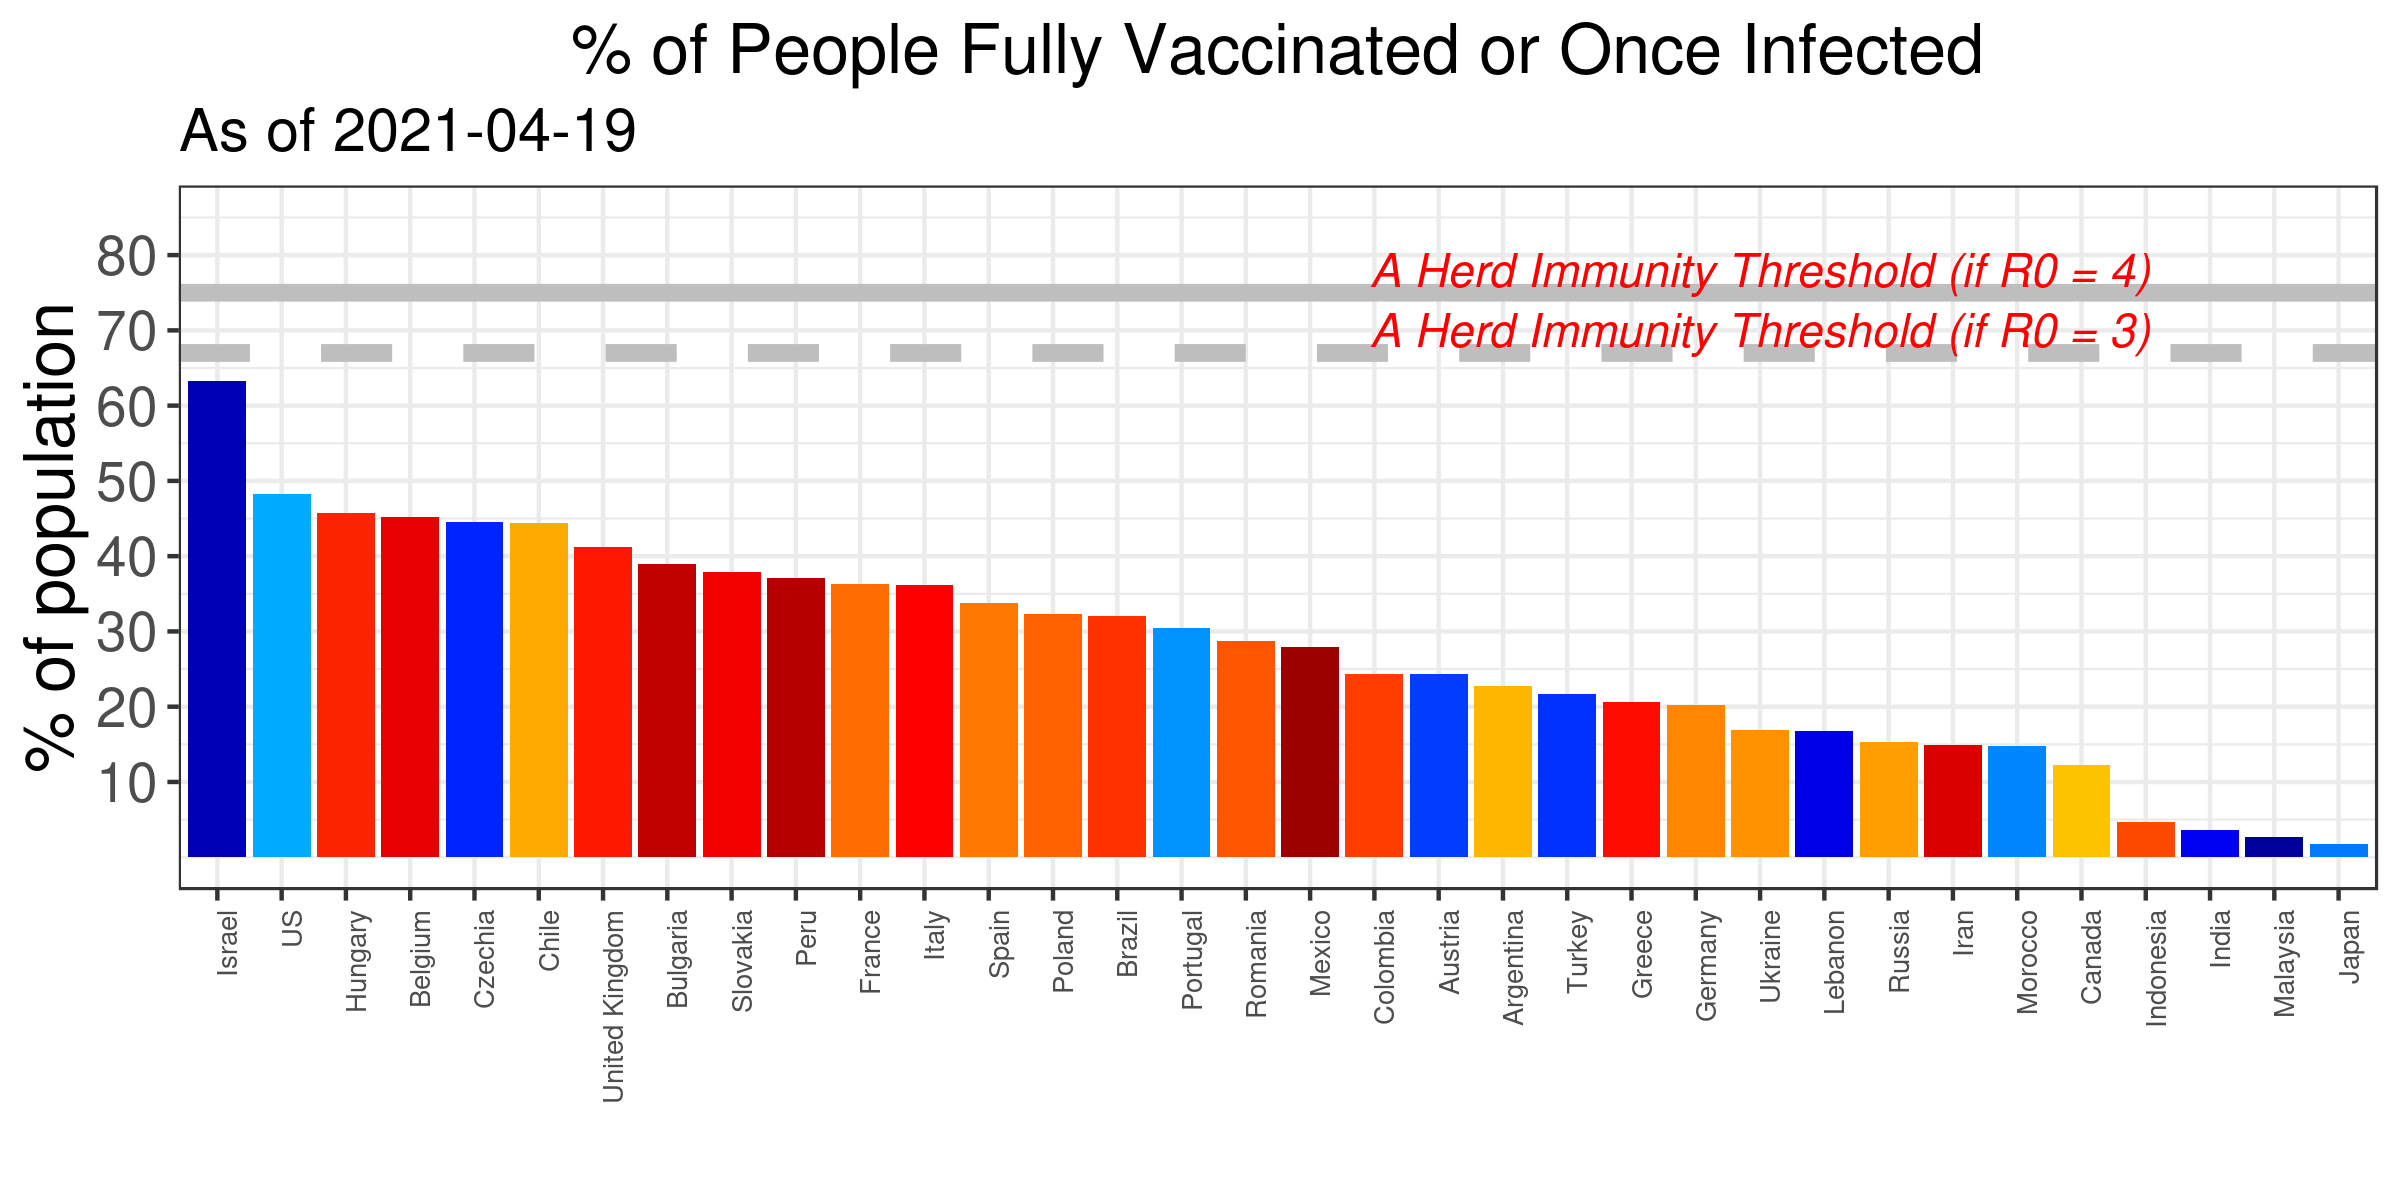 % of People Fully Vaccinated or Once Infected
As of 2021-04-19
% of population
80
70
60
50
40
30
20
10
A Herd Immunity Threshold (if R0 = 4)
A Herd Immunity Threshold (if R0 = 3)
Israel
US
Hungary
Belgium
Czechia
Chile
United Kingdom
Bulgaria
Slovakia
Peru
France
Italy
Spain
Poland
Brazil
Portugal
Romania
Mexico
Colombia
Austria
Argentina
Turkey
Greece
Germany
Ukraine
Lebanon
Russia
Iran
Morocco
Canada
Indonesia
India
Malaysia
Japan